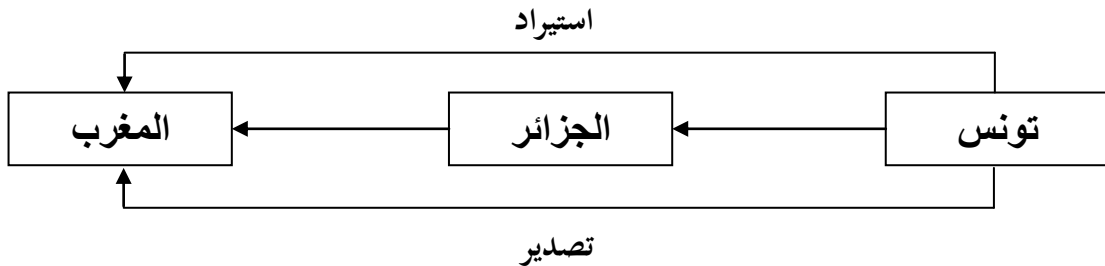 استيراد
تونس
الجزائر
المغرب
تصدير